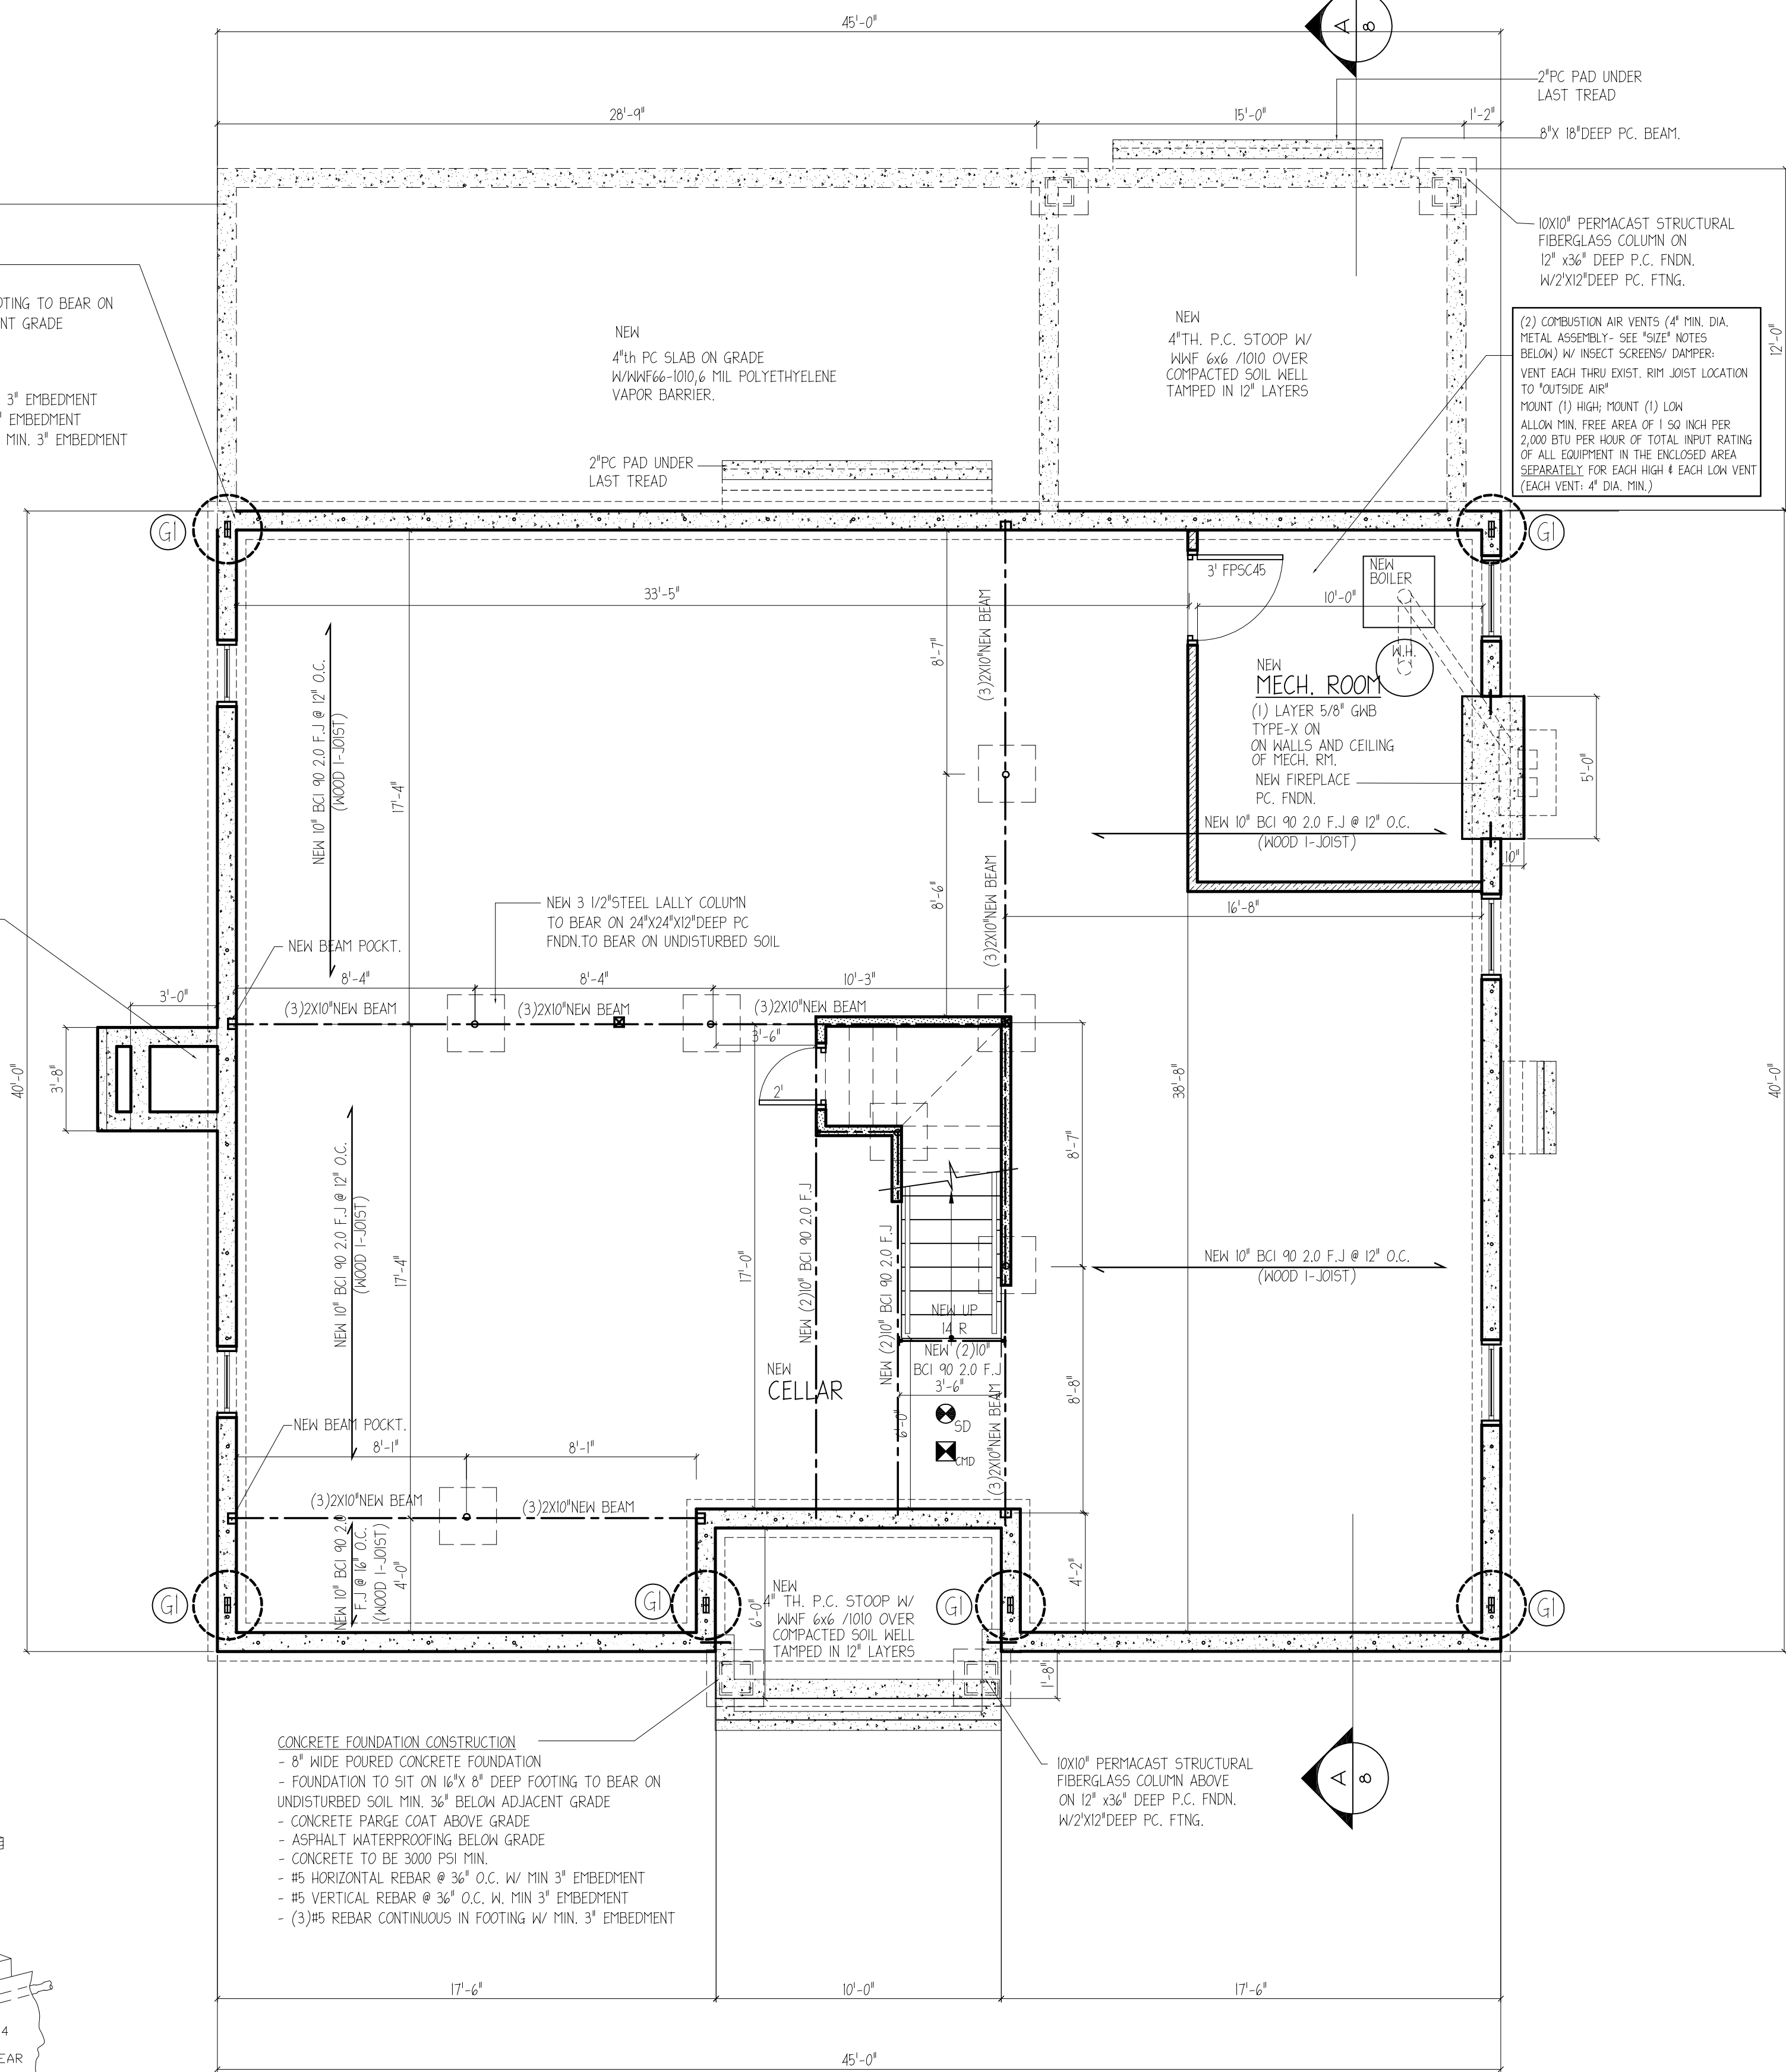 45'-0"
A
8
2"PC PAD UNDER
LAST TREAD
28'-9"
15'-0"
1'-2"
8"X 18"DEEP PC. BEAM.
10X10" PERMACAST STRUCTURAL
FIBERGLASS COLUMN ON
12" x36" DEEP P.C. FNDN.
W/2'X12"DEEP PC. FTNG.
TO BEAR ON
GRADE
3" EMBEDMENT
EMBEDMENT
MIN. 3" EMBEDMENT
NEW
4"th PC SLAB ON GRADE
W/WWF66-1010,6 MIL POLYETHYELENE
VAPOR BARRIER.
NEW
4"TH. P.C. STOOP W/
WWF 6x6 /1010 OVER
COMPACTED SOIL WELL
TAMPED IN 12" LAYERS
(2) COMBUSTION AIR VENTS (4" MIN. DIA.
METAL ASSEMBLY- SEE "SIZE" NOTES
BELOW) W/ INSECT SCREENS/ DAMPER:
VENT EACH THRU EXIST. RIM JOIST LOCATION
TO "OUTSIDE AIR"
MOUNT (1) HIGH; MOUNT (1) LOW
ALLOW MIN. FREE AREA OF 1 SQ INCH PER
2,000 BTU PER HOUR OF TOTAL INPUT RATING
OF ALL EQUIPMENT IN THE ENCLOSED AREA
SEPARATELY FOR EACH HIGH & EACH LOW VENT
(EACH VENT: 4" DIA. MIN.)
12'-0"
2"PC PAD UNDER
LAST TREAD
G1
G1
3' FPSC45
NEW
BOILER
33'-5"
10'-0"
W.H.
8'-7"
(3)2X10"NEW BEAM
NEW 10" BCI 90 2.0 F.J @ 12" O.C.
(WOOD I-JOIST)
17'-4"
NEW
MECH. ROOM
(1) LAYER 5/8" GWB
TYPE-X ON
ON WALLS AND CEILING
OF MECH. RM.
NEW FIREPLACE
PC. FNDN.
5'-0"
NEW 10" BCI 90 2.0 F.J @ 12" O.C.
(WOOD I-JOIST)
10"
8'-6"
(3)2X10"NEW BEAM
16'-8"
NEW 3 1/2"STEEL LALLY COLUMN
TO BEAR ON 24"X24"X12"DEEP PC
FNDN.TO BEAR ON UNDISTURBED SOIL
NEW BEAM POCKT.
8'-4"
8'-4"
10'-3"
3'-0"
(3)2X10"NEW BEAM
(3)2X10"NEW BEAM
(3)2X10"NEW BEAM
3'-6"
2'
40'-0"
3'-8"
38'-8"
40'-0"
8'-7"
NEW 10" BCI 90 2.0 F.J @ 12" O.C.
(WOOD I-JOIST)
17'-4"
17'-0"
NEW (2)10" BCI 90 2.0 F.J
NEW (2)10" BCI 90 2.0 F.J
NEW 10" BCI 90 2.0 F.J @ 12" O.C.
(WOOD I-JOIST)
NEW UP
14 R
NEW (2)10"
BCI 90 2.0 F.J
3'-6"
NEW
CELLAR
8'-8"
6'-0"
SD
CMD
(3)2X10"NEW BEAM
NEW BEAM POCKT.
8'-1"
8'-1"
(3)2X10"NEW BEAM
(3)2X10"NEW BEAM
NEW 10" BCI 90 2.0
F.J @ 16" O.C.
(WOOD I-JOIST)
4'-0"
4'-2"
G1
G1
G1
G1
6'-0"
NEW
4" TH. P.C. STOOP W/
WWF 6x6 /1010 OVER
COMPACTED SOIL WELL
TAMPED IN 12" LAYERS
1'-8"
CONCRETE FOUNDATION CONSTRUCTION
- 8" WIDE POURED CONCRETE FOUNDATION
- FOUNDATION TO SIT ON 16"X 8" DEEP FOOTING TO BEAR ON
UNDISTURBED SOIL MIN. 36" BELOW ADJACENT GRADE
- CONCRETE PARGE COAT ABOVE GRADE
- ASPHALT WATERPROOFING BELOW GRADE
- CONCRETE TO BE 3000 PSI MIN.
- #5 HORIZONTAL REBAR @ 36" O.C. W/ MIN 3" EMBEDMENT
- #5 VERTICAL REBAR @ 36" O.C. W. MIN 3" EMBEDMENT
- (3)#5 REBAR CONTINUOUS IN FOOTING W/ MIN. 3" EMBEDMENT
10X10" PERMACAST STRUCTURAL
FIBERGLASS COLUMN ABOVE
ON 12" x36" DEEP P.C. FNDN.
W/2'X12"DEEP PC. FTNG.
A
8
17'-6"
10'-0"
17'-6"
4
45'-0"